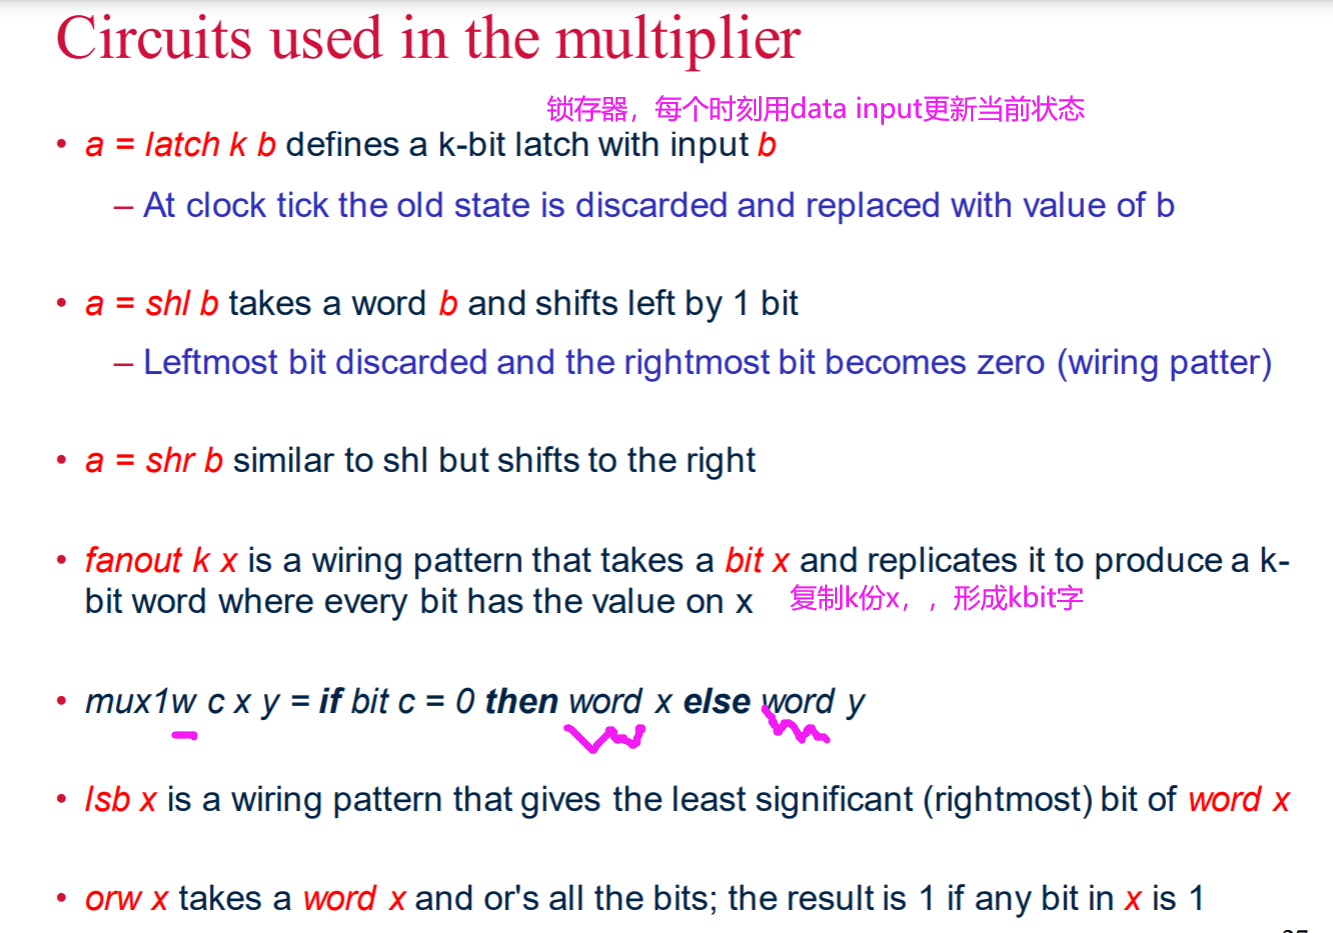 Circuits used in the multiplier
锁存器，每个时刻用data input更新当前状态
• a = latch k b defines a k-bit latch with input b
– At clock tick the old state is discarded and replaced with value of b
• a = shl b takes a word b and shifts left by 1 bit
– Leftmost bit discarded and the rightmost bit becomes zero (wiring patter)
• a = shr b similar to shl but shifts to the right
• fanout k x is a wiring pattern that takes a bit x and replicates it to produce a k-
bit word where every bit has the value on x 复制k份x，，形成kbit字
• mux1w c x y = if bit c = 0 then word x else word y
• lsb x is a wiring pattern that gives the least significant (rightmost) bit of word x
• orw x takes a word x and or's all the bits; the result is 1 if any bit in x is 1